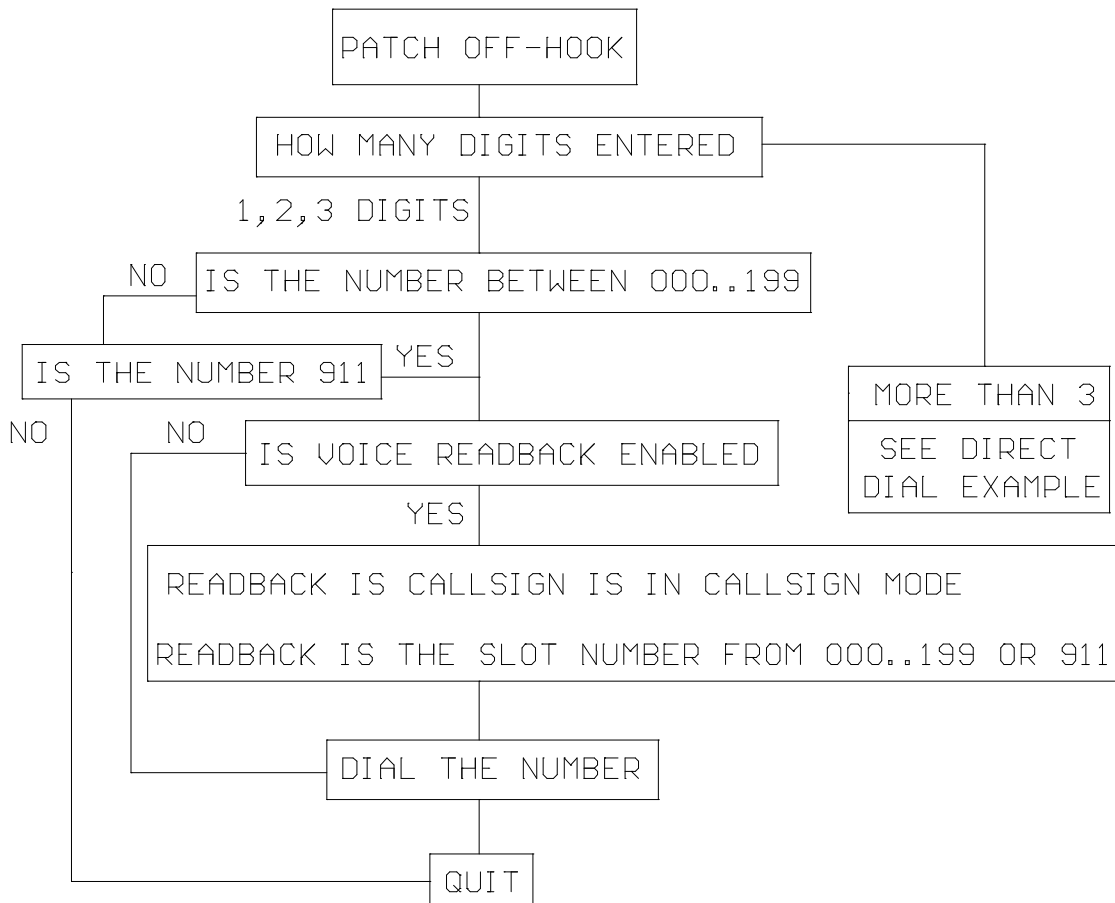 PATCH OFF-HOOK
HOW MANY DIGITS ENTERED
1,2,3 DIGITS
NO
IS THE NUMBER BETWEEN 000..199
IS THE NUMBER 911
YES
MORE THAN 3
SEE DIRECT
DIAL EXAMPLE
NO
NO
IS VOICE READBACK ENABLED
YES
READBACK IS CALLSIGN IS IN CALLSIGN MODE
READBACK IS THE SLOT NUMBER FROM 000..199 OR 911
DIAL THE NUMBER
QUIT